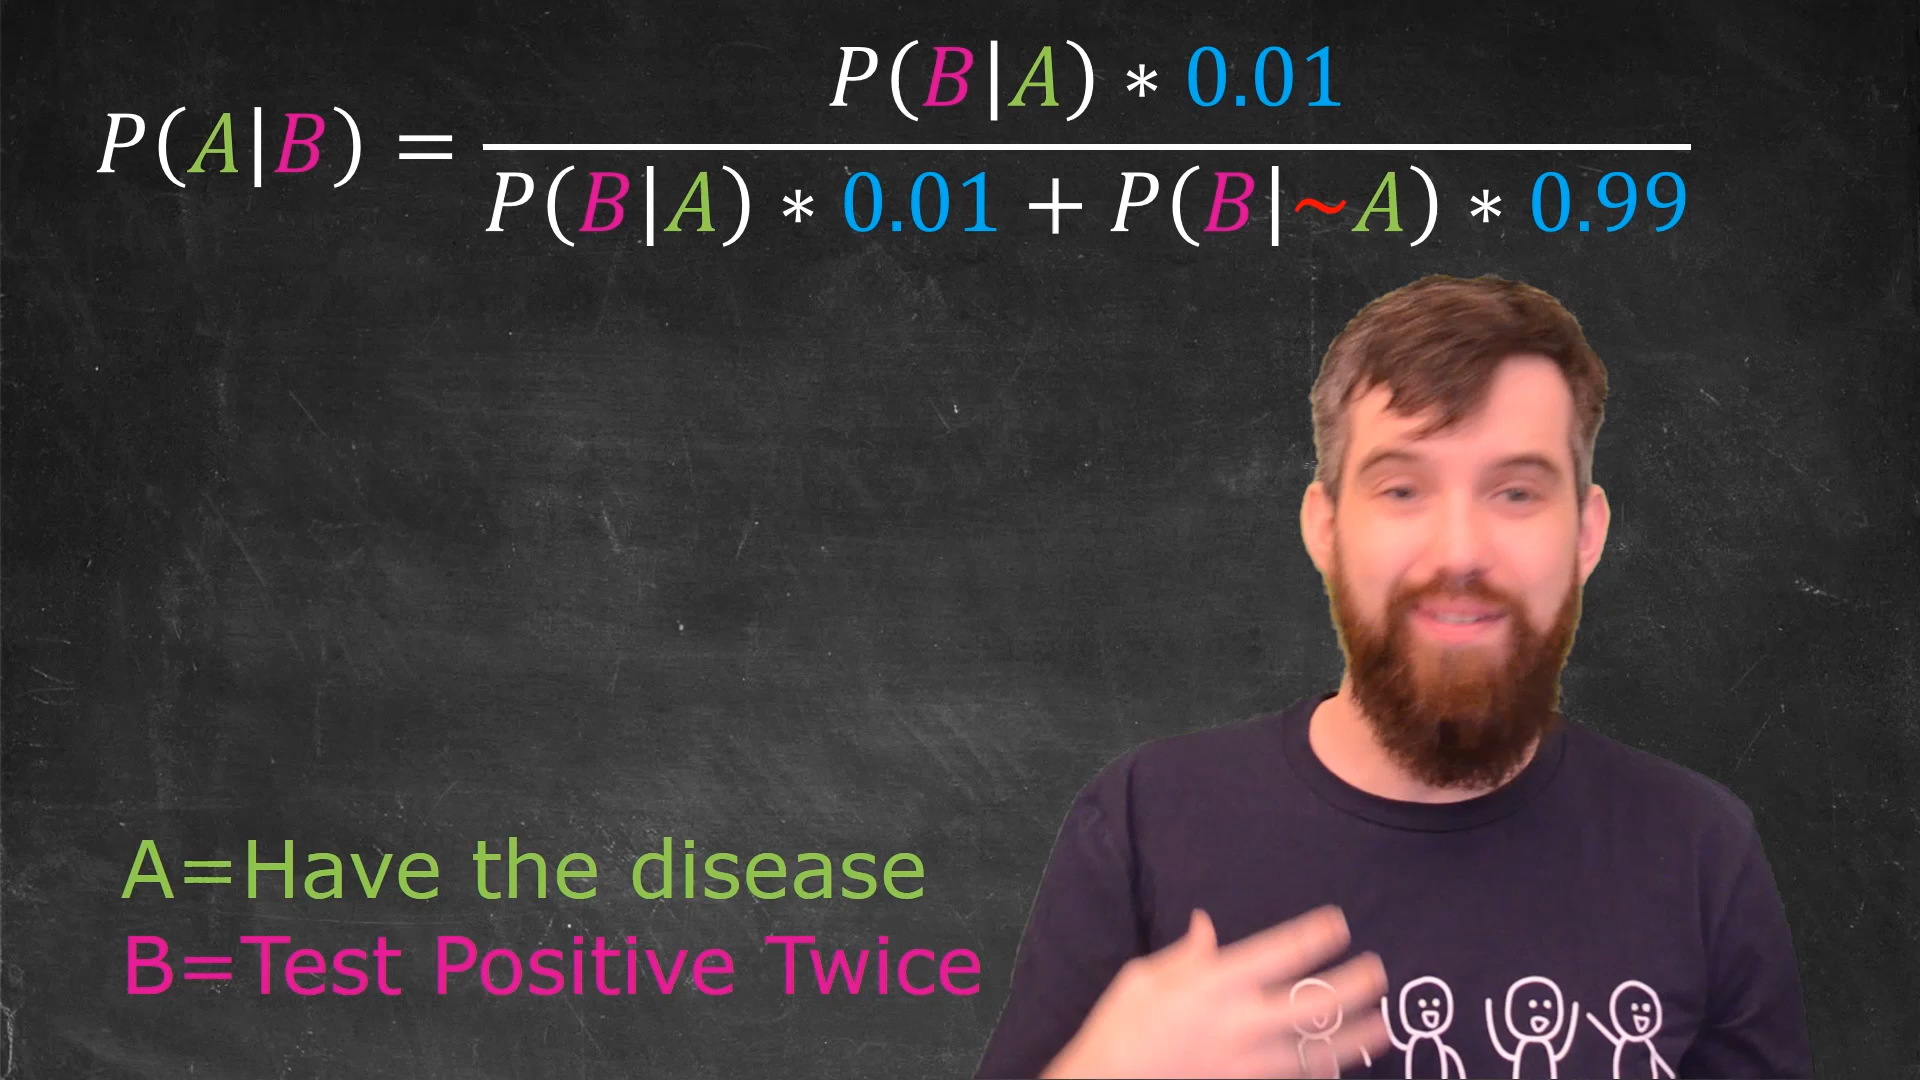 P(B|A) * 0.01
P(A|B) =
P(B|A) * 0.01 + P(B|~A) * 0.99
A=Have the disease
B=Test Positive Twice